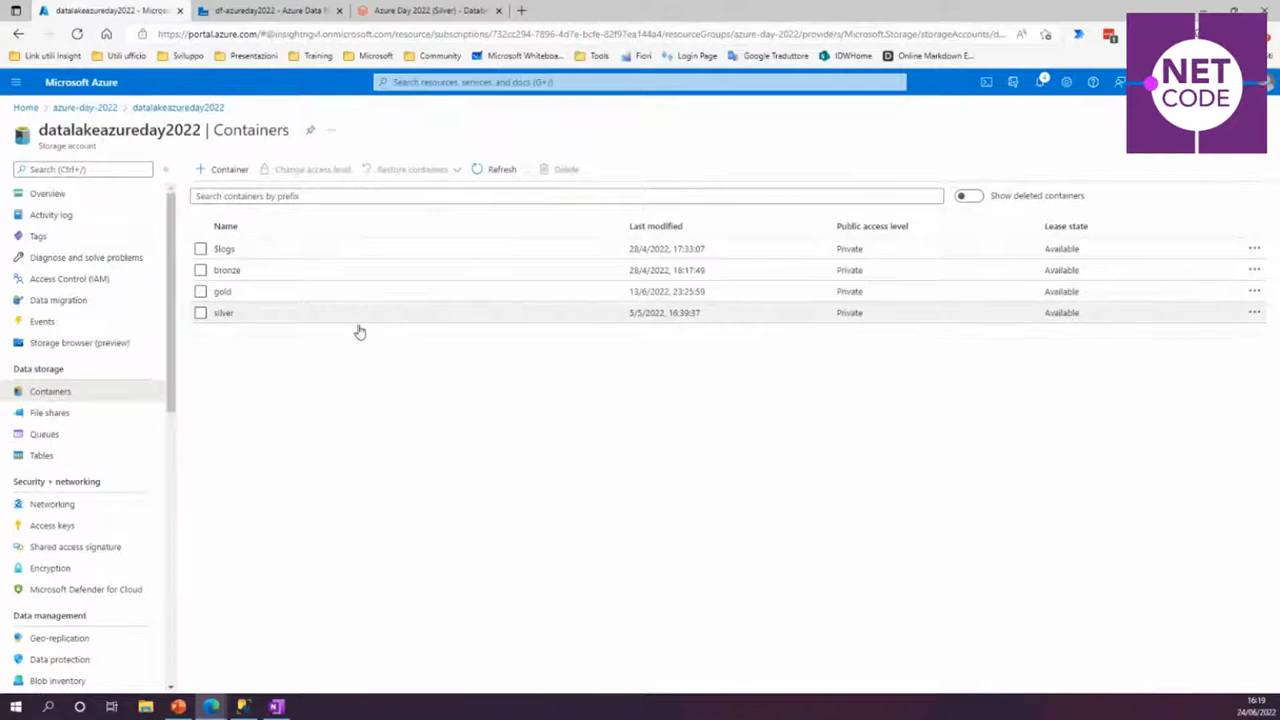 datalakeazureday2022 - Micros
df-azureday2022 - Azure Data
Azure Day 2022 (Silver) - Datab
https://portal.azure.com/#@insightngvl.onmicrosoft.com/resource/subscriptions/732cc294-7896-4d7e-bcfe-82f97ea144a4/resourceGroups/azure-day-2022/providers/Microsoft.Storage/storageAccounts/d...
Link utili Insight
Utili ufficio
Sviluppo
Presentazioni
Training
Microsoft
Community
Microsoft Whiteboa...
Tools
Fiori
Login Page
Google Traduttore
IDWHome
Online Markdown E...
NET
CODE
Microsoft Azure
Search resources, services, and docs (G+/)
Home > azure-day-2022 > datalakeazureday2022
datalakeazureday2022 | Containers
Storage account
Search (Ctrl+/)
Container
Change access level
Restore containers
Refresh
Delete
Search containers by prefix
Show deleted containers
Name Last modified Public access level Lease state
$logs 28/4/2022, 17:33:07 Private Available
bronze 28/4/2022, 18:17:49 Private Available
gold 13/6/2022, 23:25:59 Private Available
silver 5/5/2022, 16:39:37 Private Available
Overview
Activity log
Tags
Diagnose and solve problems
Access Control (IAM)
Data migration
Events
Storage browser (preview)
Data storage
Containers
File shares
Queues
Tables
Security + networking
Networking
Access keys
Shared access signature
Encryption
Microsoft Defender for Cloud
Data management
Geo-replication
Data protection
Blob inventory
16:19
24/06/2022